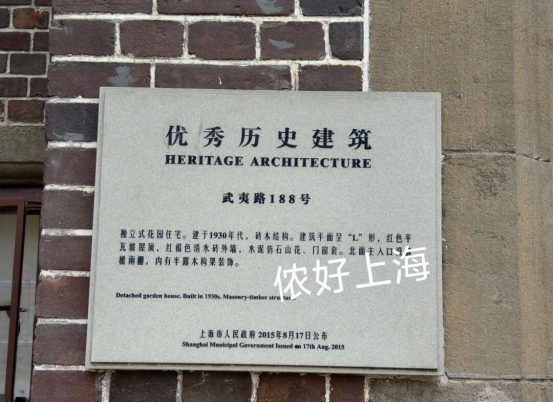 优秀历史建筑
HERITAGE ARCHITECTURE
武夷路188号
独立式花园住宅。建于1930年代，砖木结构。建筑平面呈“L”形，红色平
瓦坡屋顶，红褐色清水砖外墙，水泥仿石山花、门窗套。北面主入口
檐雨棚，内有半露木构架装饰。
侬好上海
Detached garden house. Built in 1930s. Masonry-timber structure.
上海市人民政府 2015年8月17日公布
Shanghai Municipal Government Issued on 17th Aug. 2015